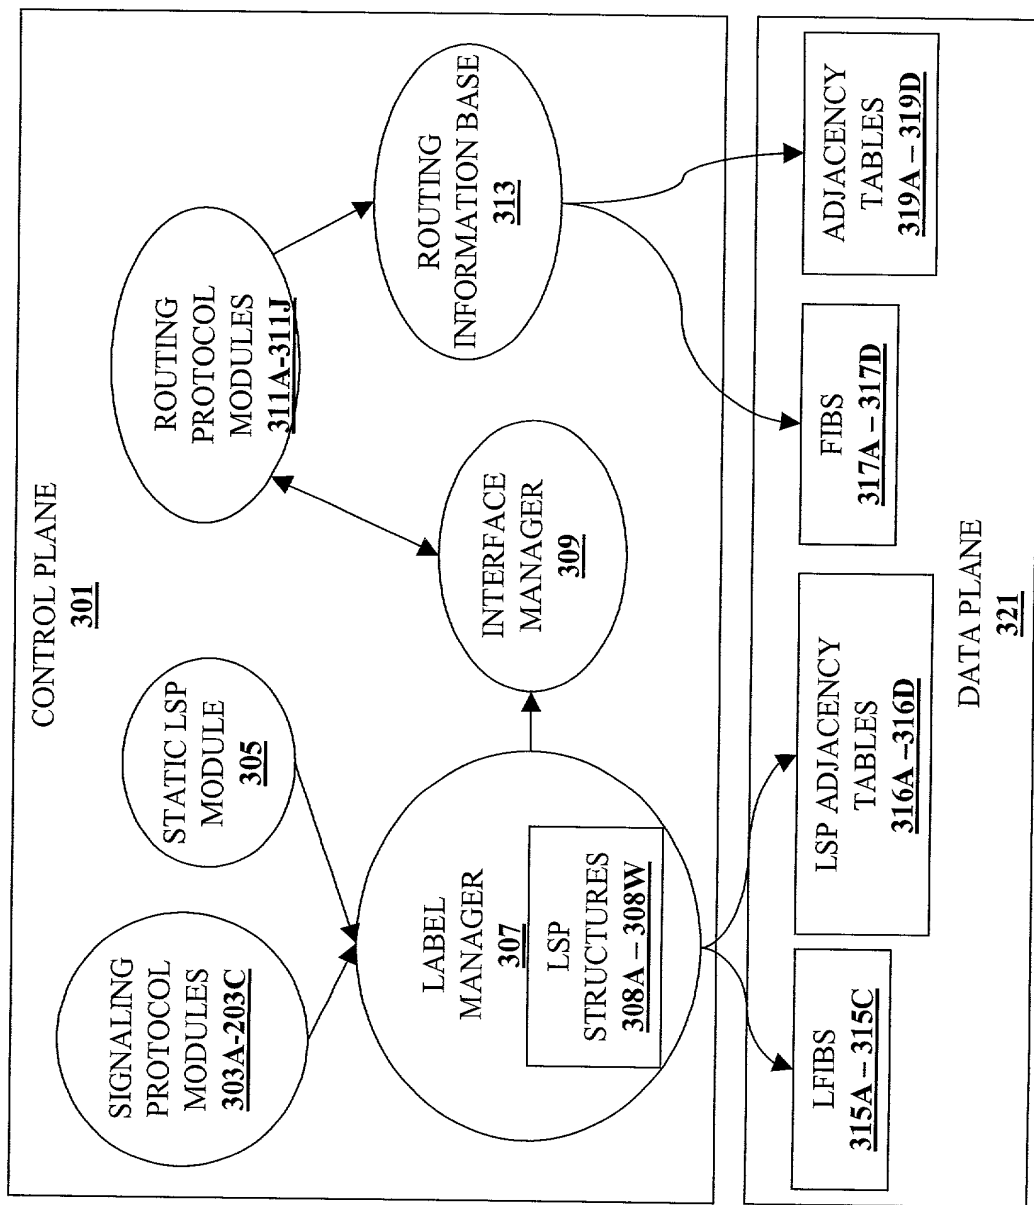 CONTROL PLANE
301
SIGNALING
PROTOCOL
MODULES
303A-203C
STATIC LSP
MODULE
305
ROUTING
PROTOCOL
MODULES
311A-311J
LABEL
MANAGER
307
LSP
STRUCTURES
308A – 308W
INTERFACE
MANAGER
309
ROUTING
INFORMATION BASE
313
LFIBS
315A – 315C
LSP ADJACENCY
TABLES
316A –316D
FIBS
317A – 317D
ADJACENCY
TABLES
319A – 319D
DATA PLANE
321